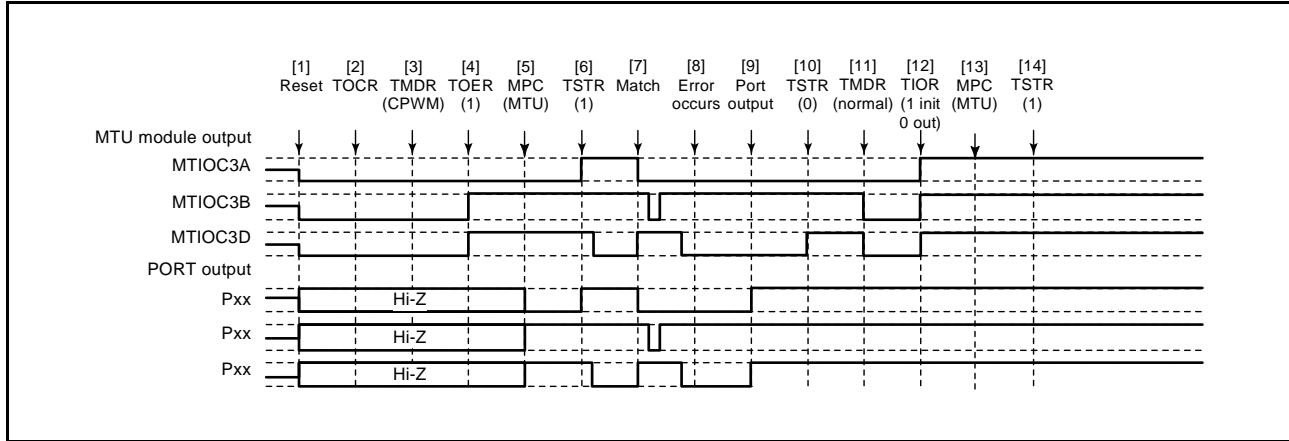 [1] [2] [3] [4] [5] [6] [7] [8] [9] [10] [11] [12] [13] [14]
Reset TOCR TMDR TOER MPC TSTR Match Error Port TSTR TMDR TIOR MPC TSTR
(CPWM) (1) (MTU) (1) occurs output (0) (normal) (1 init (MTU) (1)
0 out)
MTU module output
MTIOC3A
MTIOC3B
MTIOC3D
PORT output
Pxx Hi-Z
Pxx Hi-Z
Pxx Hi-Z